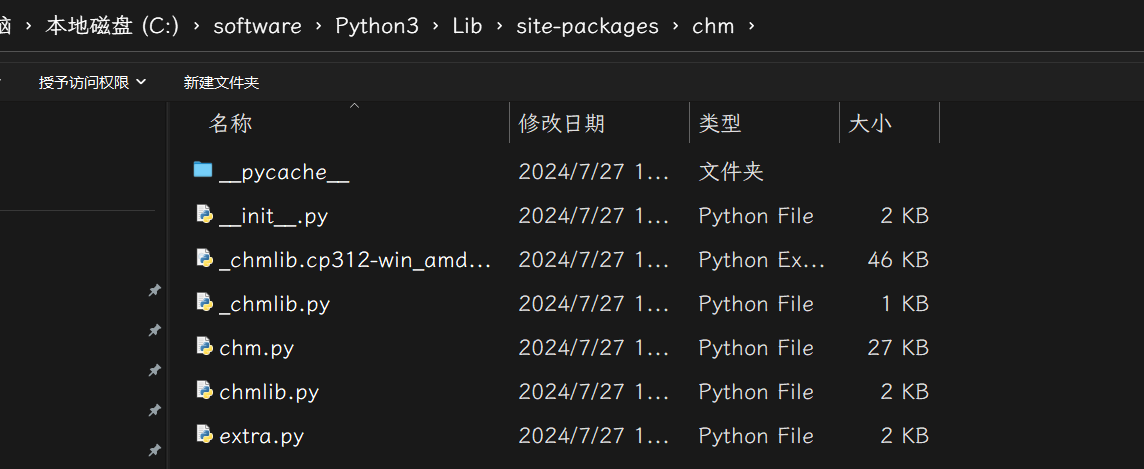 脑 › 本地磁盘 (C:) › software › Python3 › Lib › site-packages › chm ›
授予访问权限 新建文件夹
名称 修改日期 类型 大小
__pycache__ 2024/7/27 1... 文件夹
__init__.py 2024/7/27 1... Python File 2 KB
_chmlib.cp312-win_amd... 2024/7/27 1... Python Ex... 46 KB
_chmlib.py 2024/7/27 1... Python File 1 KB
chm.py 2024/7/27 1... Python File 27 KB
chmlib.py 2024/7/27 1... Python File 2 KB
extra.py 2024/7/27 1... Python File 2 KB